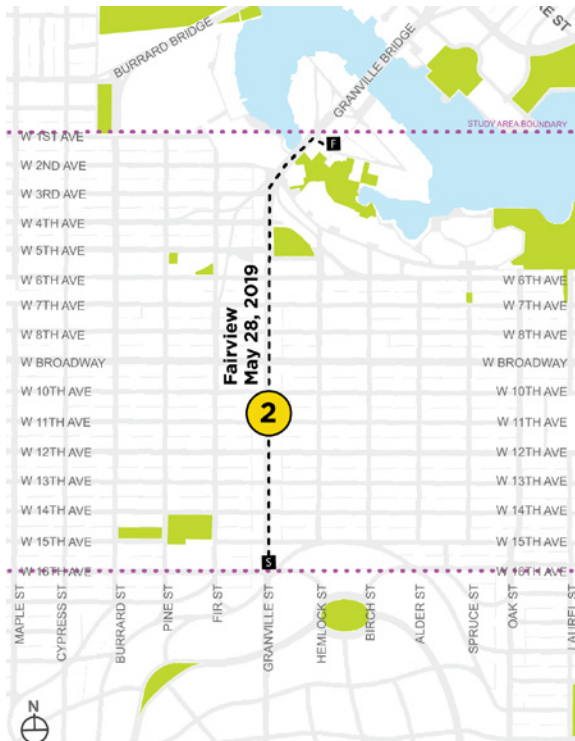 BURRARD BRIDGE
GRANVILLE BRIDGE
STUDY AREA BOUNDARY
W 1ST AVE
F
W 2ND AVE
W 3RD AVE
W 4TH AVE
W 5TH AVE
W 6TH AVE
W 6TH AVE
W 7TH AVE
W 7TH AVE
W 8TH AVE
W 8TH AVE
Fairview
May 28, 2019
W BROADWAY
W BROADWAY
W 10TH AVE
W 10TH AVE
2
W 11TH AVE
W 11TH AVE
W 12TH AVE
W 12TH AVE
W 13TH AVE
W 13TH AVE
W 14TH AVE
W 14TH AVE
W 15TH AVE
W 15TH AVE
S
W 16TH AVE
W 16TH AVE
MAPLE ST
CYPRESS ST
BURRARD ST
PINE ST
FIR ST
GRANVILLE ST
HEMLOCK ST
BIRCH ST
ALDER ST
SPRUCE ST
OAK ST
LAUREL ST
N